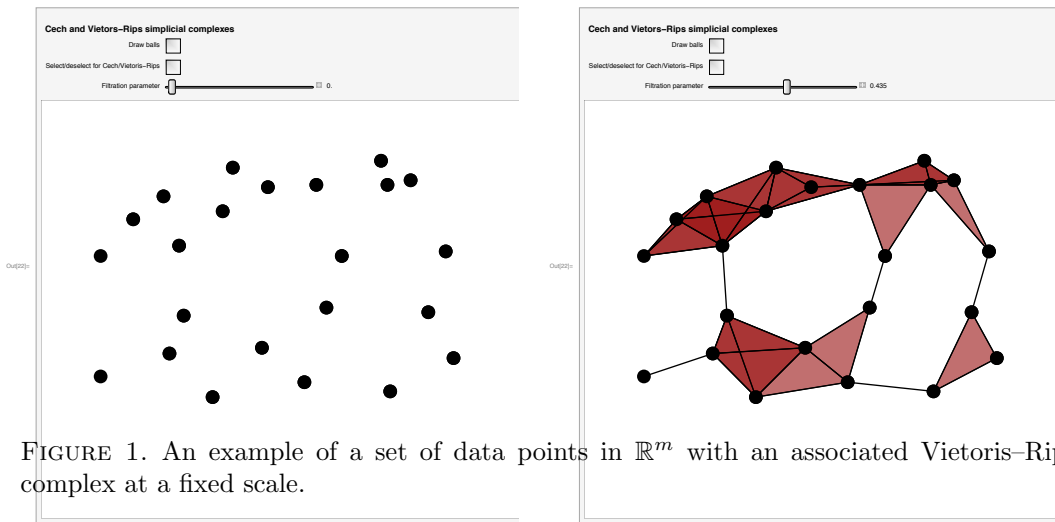 Cech and Vietors–Rips simplicial complexes
Draw balls
Select/deselect for Cech/Vietoris–Rips
Filtration parameter 0.
Out[22]=
Cech and Vietors–Rips simplicial complexes
Draw balls
Select/deselect for Cech/Vietoris–Rips
Filtration parameter 0.435
Out[22]=
FIGURE 1. An example of a set of data points in ℝᵐ with an associated Vietoris–Rip
complex at a fixed scale.